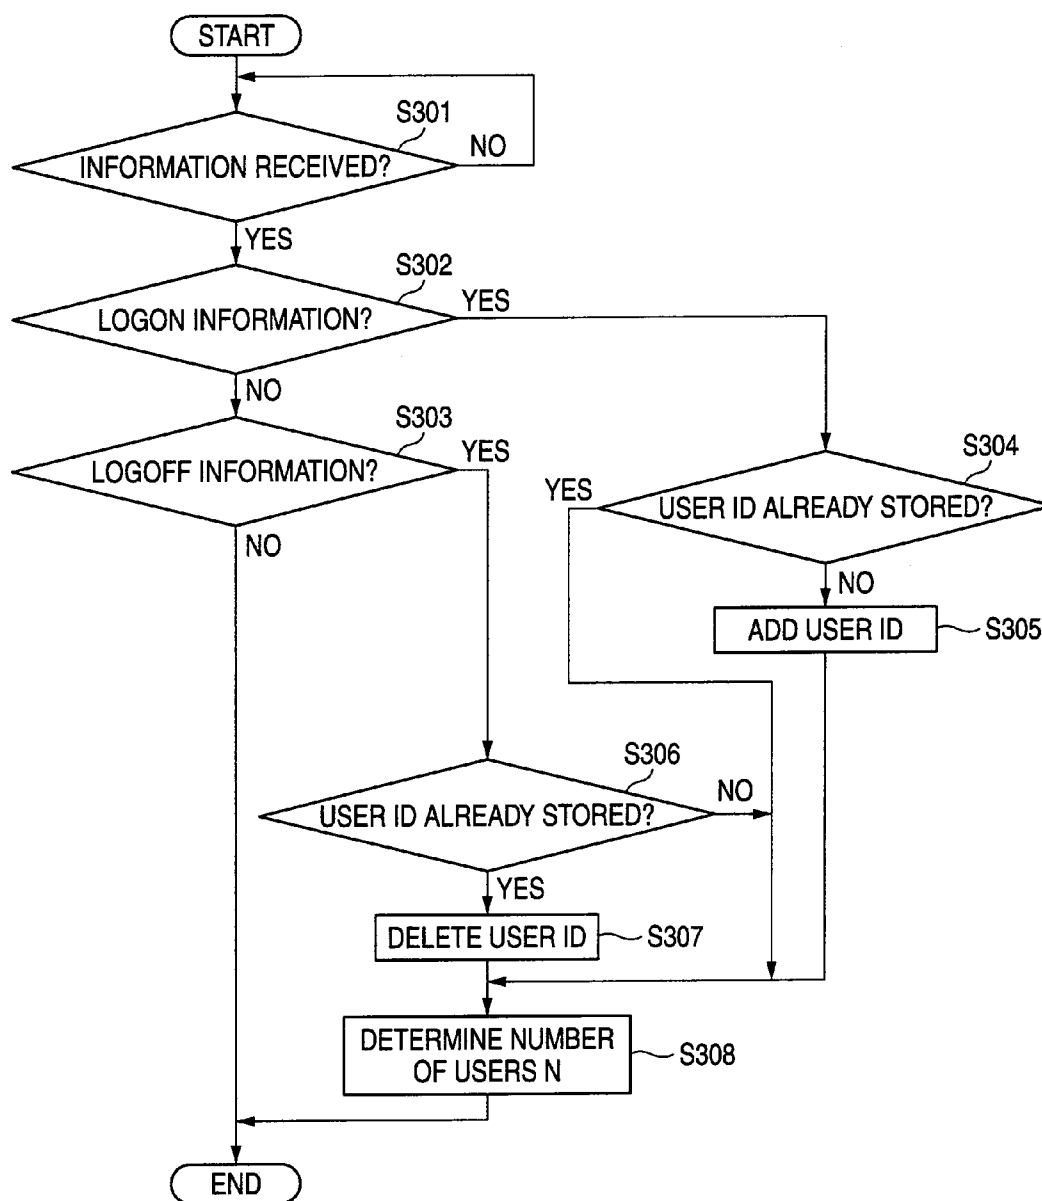 START
S301
INFORMATION RECEIVED?
NO
YES
S302
LOGON INFORMATION?
YES
NO
S303
LOGOFF INFORMATION?
YES
NO
S304
YES
USER ID ALREADY STORED?
NO
ADD USER ID
S305
S306
USER ID ALREADY STORED?
NO
YES
DELETE USER ID
S307
DETERMINE NUMBER
OF USERS N
S308
END